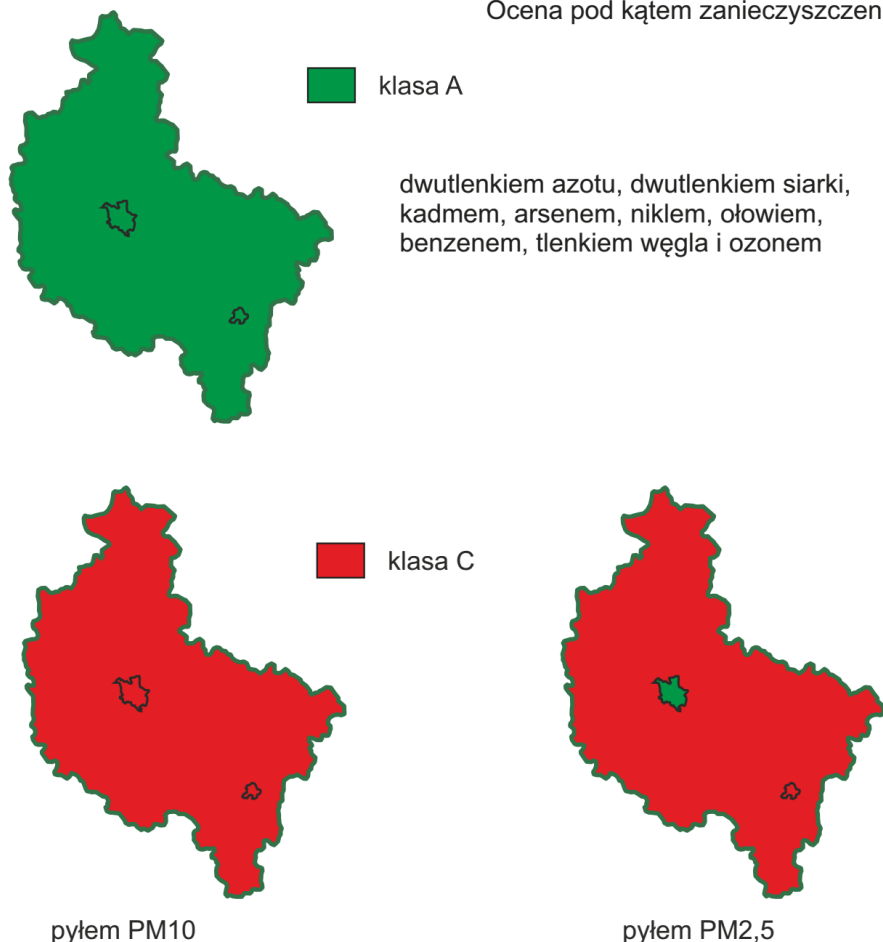 Ocena pod kątem zanieczyszczen
klasa A
dwutlenkiem azotu, dwutlenkiem siarki,
kadmem, arsenem, niklem, ołowiem,
benzenem, tlenkiem węgla i ozonem
klasa C
pyłem PM10
pyłem PM2,5